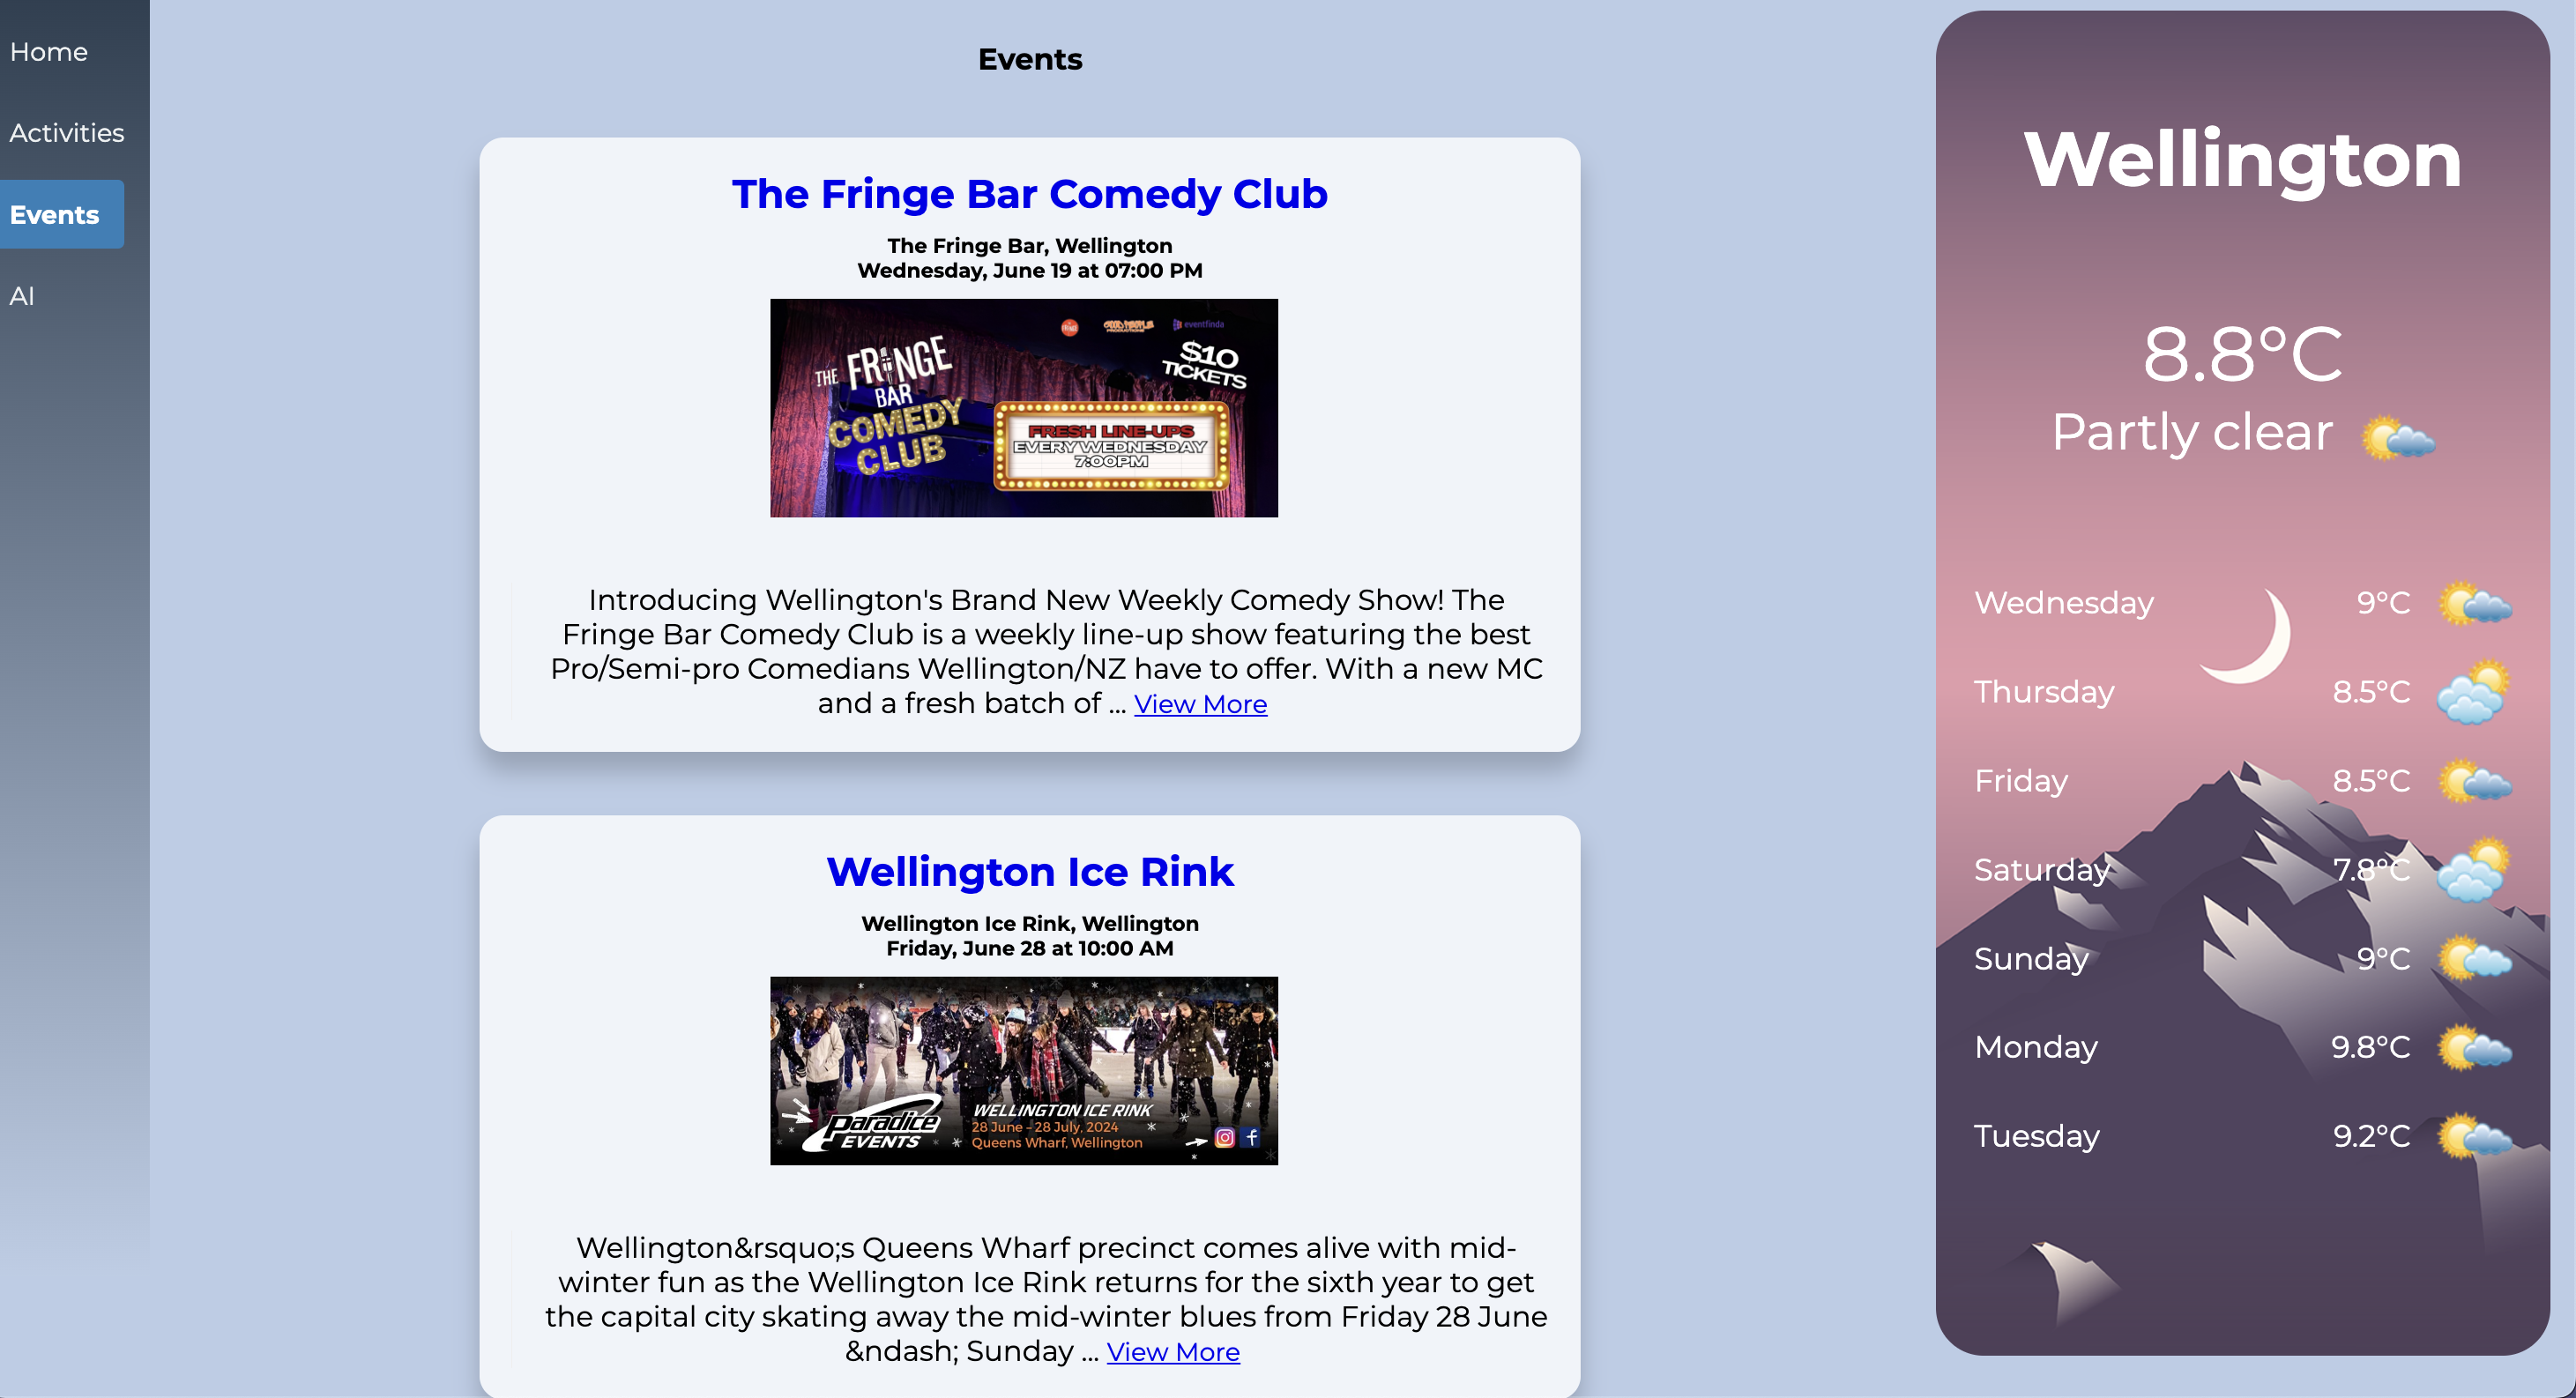 Home
Activities
Events
AI
Events
The Fringe Bar Comedy Club
The Fringe Bar, Wellington
Wednesday, June 19 at 07:00 PM
FRINGE
GOOD PEOPLE
PRODUCTIONS
eventfinda
$10
TICKETS
THE FRINGE
BAR
COMEDY
CLUB
FRESH LINE-UPS
EVERY WEDNESDAY
7:00PM
Introducing Wellington's Brand New Weekly Comedy Show! The
Fringe Bar Comedy Club is a weekly line-up show featuring the best
Pro/Semi-pro Comedians Wellington/NZ have to offer. With a new MC
and a fresh batch of ... View More
Wellington Ice Rink
Wellington Ice Rink, Wellington
Friday, June 28 at 10:00 AM
paradice
EVENTS
WELLINGTON ICE RINK
28 June – 28 July, 2024
Queens Wharf, Wellington
Wellington&rsquo;s Queens Wharf precinct comes alive with mid-
winter fun as the Wellington Ice Rink returns for the sixth year to get
the capital city skating away the mid-winter blues from Friday 28 June
&ndash; Sunday ... View More
Wellington
8.8°C
Partly clear
Wednesday 9°C
Thursday 8.5°C
Friday 8.5°C
Saturday 7.8°C
Sunday 9°C
Monday 9.8°C
Tuesday 9.2°C